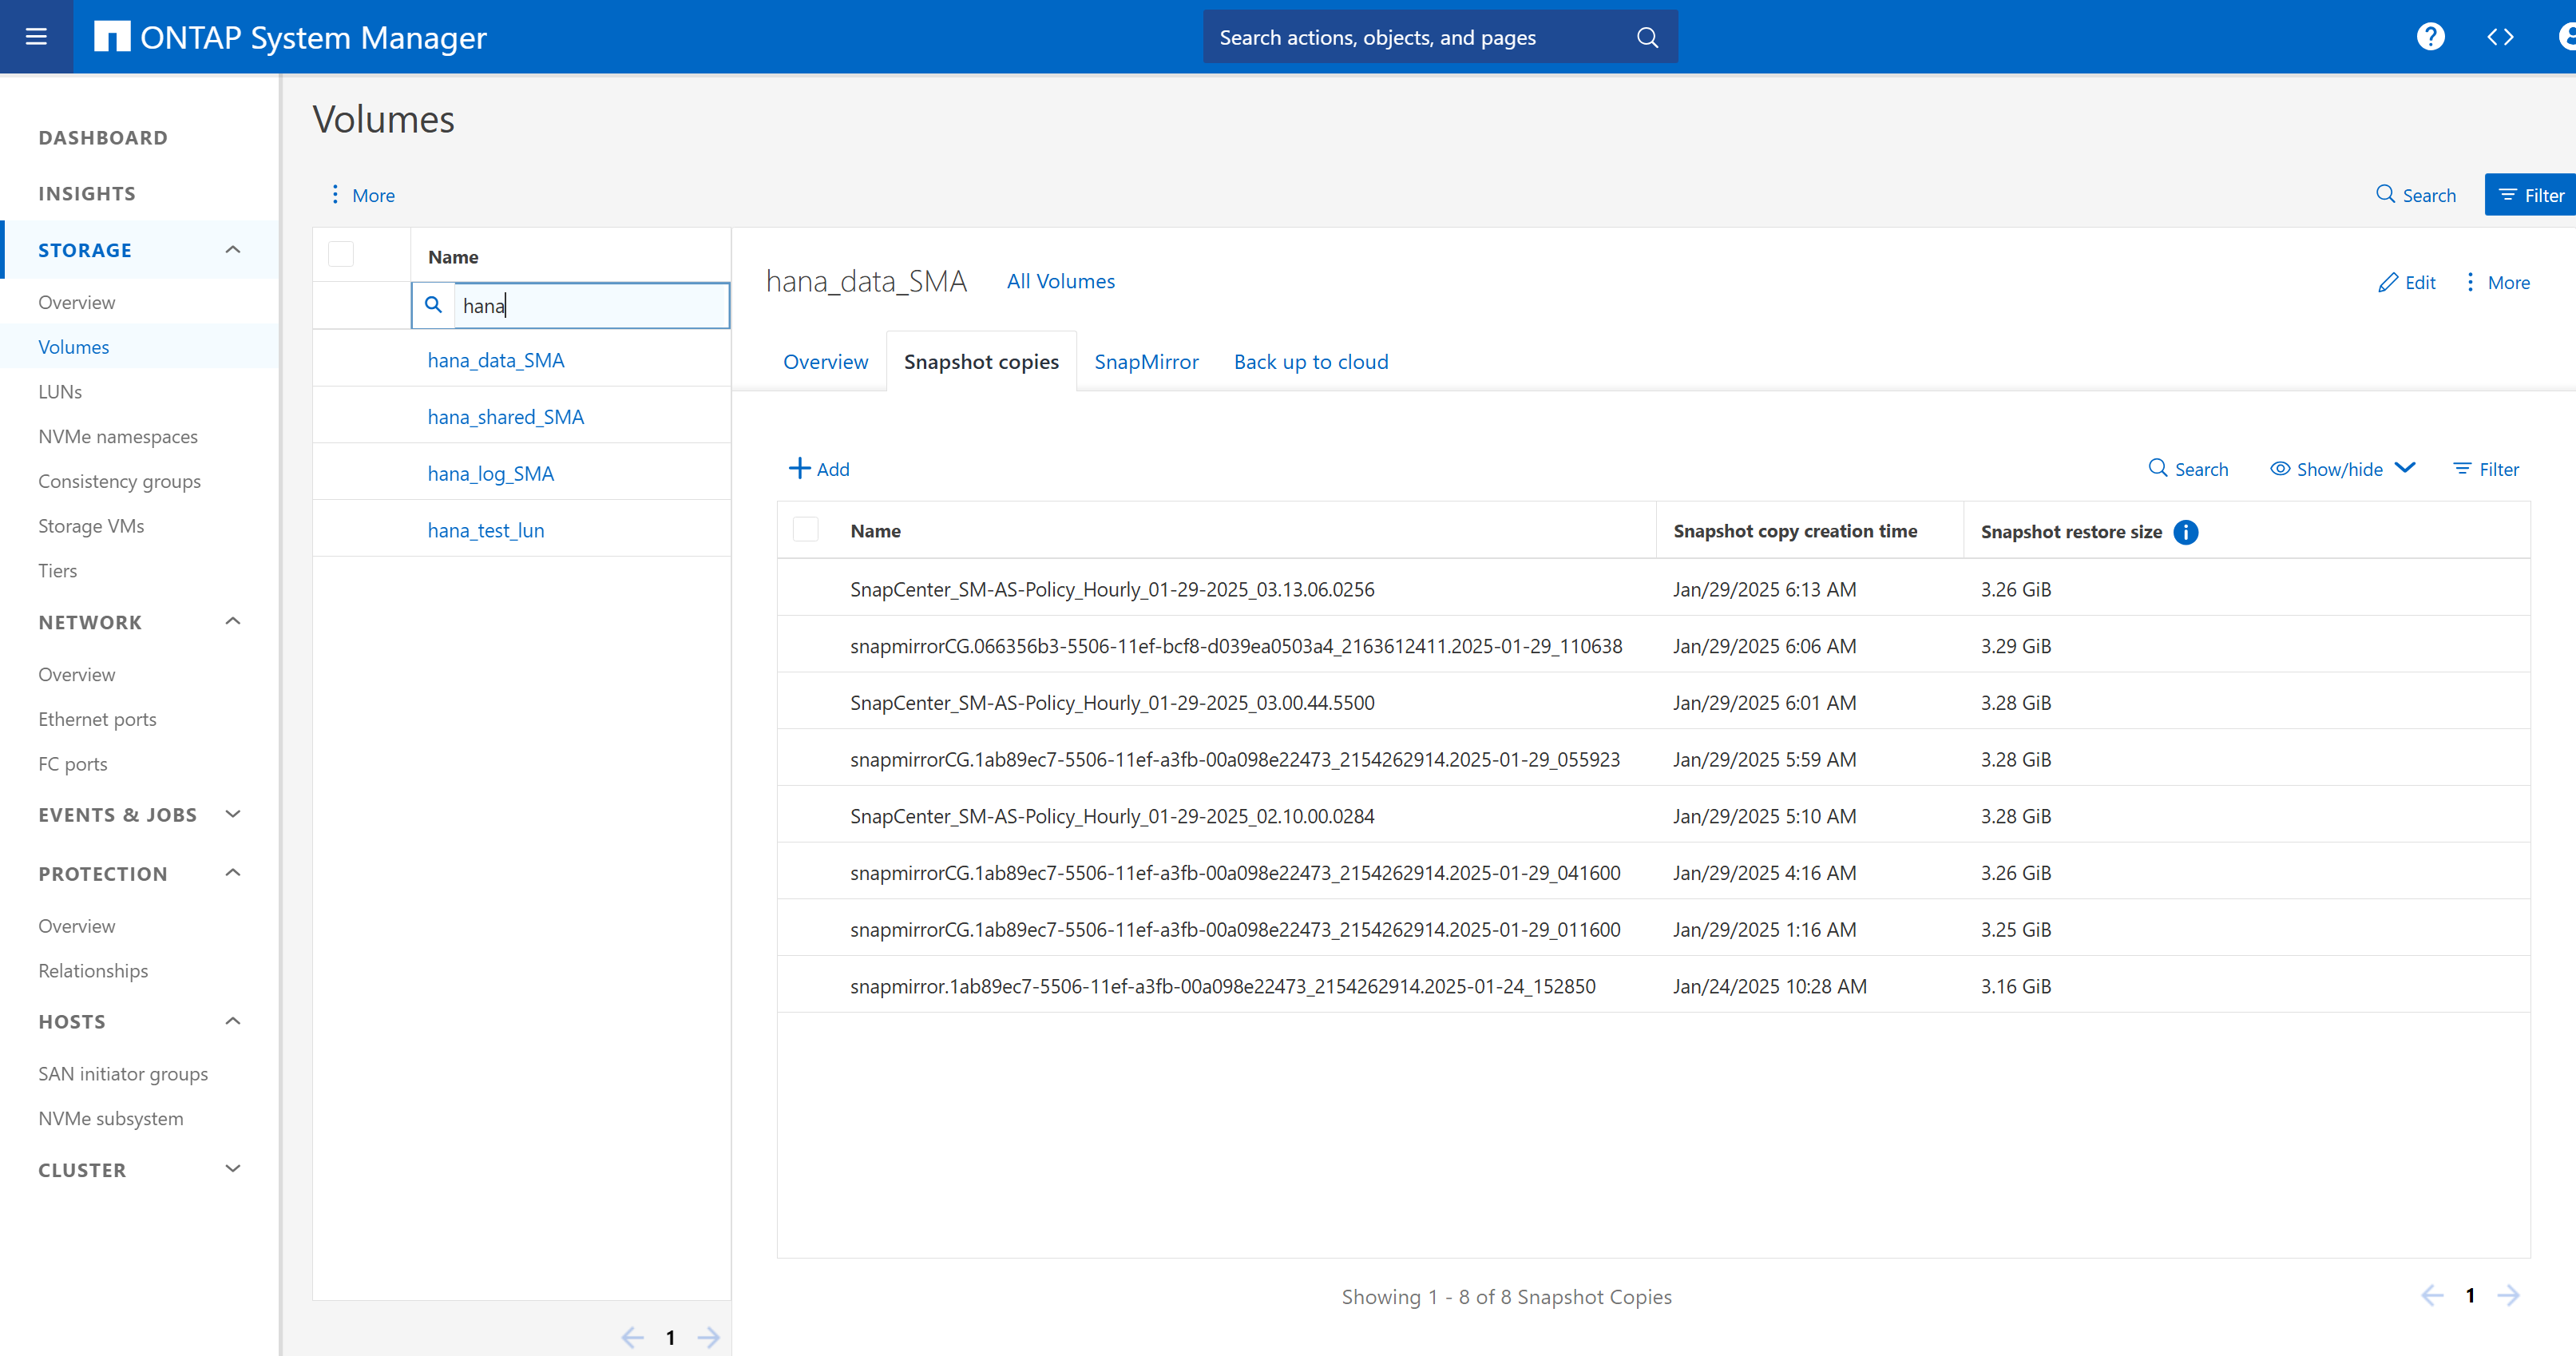 ONTAP System Manager
Search actions, objects, and pages
DASHBOARD
INSIGHTS
STORAGE
Overview
Volumes
LUNs
NVMe namespaces
Consistency groups
Storage VMs
Tiers
NETWORK
Overview
Ethernet ports
FC ports
EVENTS & JOBS
PROTECTION
Overview
Relationships
HOSTS
SAN initiator groups
NVMe subsystem
CLUSTER
Volumes
More
Search
Filter
Name
hana
hana_data_SMA
hana_shared_SMA
hana_log_SMA
hana_test_lun
1
hana_data_SMA All Volumes
Edit More
Overview Snapshot copies SnapMirror Back up to cloud
Add
Search Show/hide Filter
Name Snapshot copy creation time Snapshot restore size
SnapCenter_SM-AS-Policy_Hourly_01-29-2025_03.13.06.0256 Jan/29/2025 6:13 AM 3.26 GiB
snapmirrorCG.066356b3-5506-11ef-bcf8-d039ea0503a4_2163612411.2025-01-29_110638 Jan/29/2025 6:06 AM 3.29 GiB
SnapCenter_SM-AS-Policy_Hourly_01-29-2025_03.00.44.5500 Jan/29/2025 6:01 AM 3.28 GiB
snapmirrorCG.1ab89ec7-5506-11ef-a3fb-00a098e22473_2154262914.2025-01-29_055923 Jan/29/2025 5:59 AM 3.28 GiB
SnapCenter_SM-AS-Policy_Hourly_01-29-2025_02.10.00.0284 Jan/29/2025 5:10 AM 3.28 GiB
snapmirrorCG.1ab89ec7-5506-11ef-a3fb-00a098e22473_2154262914.2025-01-29_041600 Jan/29/2025 4:16 AM 3.26 GiB
snapmirrorCG.1ab89ec7-5506-11ef-a3fb-00a098e22473_2154262914.2025-01-29_011600 Jan/29/2025 1:16 AM 3.25 GiB
snapmirror.1ab89ec7-5506-11ef-a3fb-00a098e22473_2154262914.2025-01-24_152850 Jan/24/2025 10:28 AM 3.16 GiB
Showing 1 - 8 of 8 Snapshot Copies
1